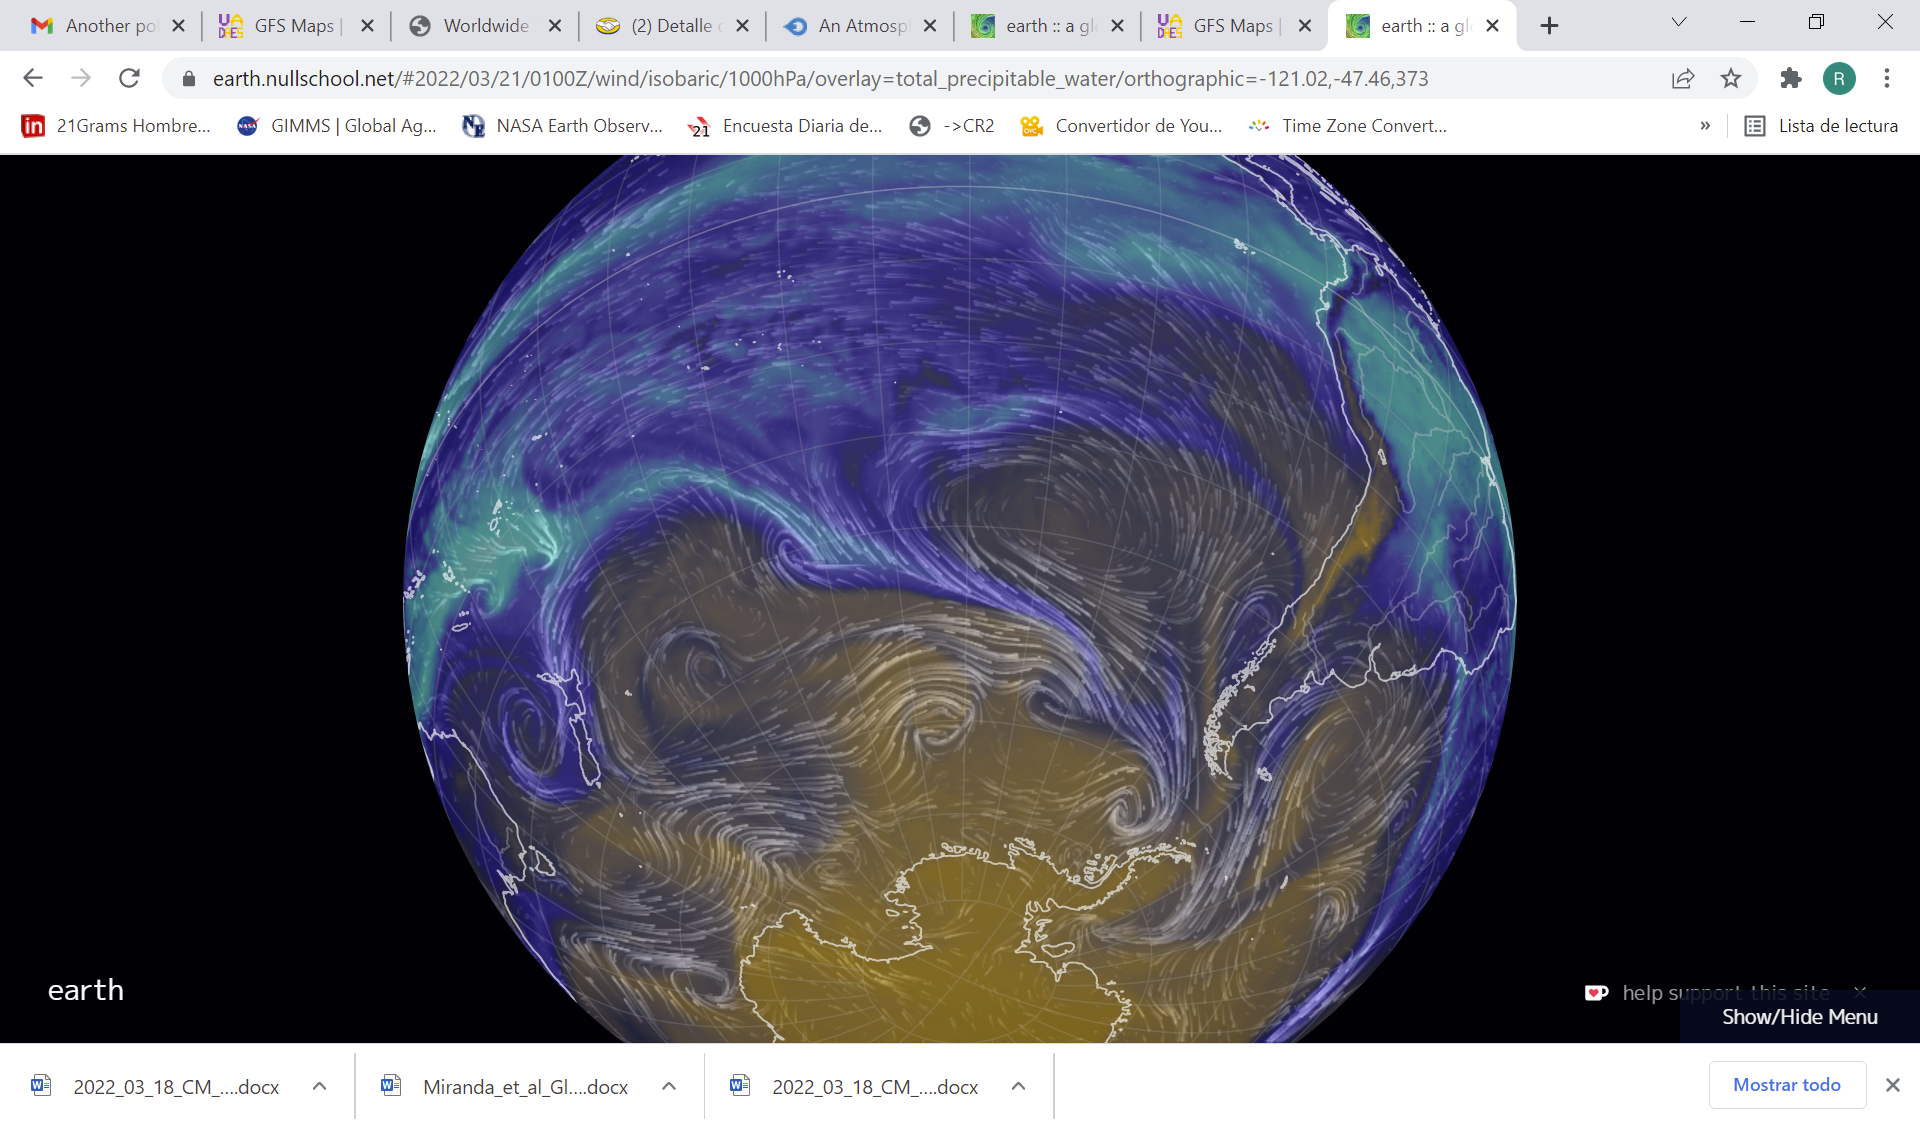 Another po
GFS Maps |
Worldwide
(2) Detalle
An Atmosp
earth :: a gl
GFS Maps |
earth :: a gl
earth.nullschool.net/#2022/03/21/0100Z/wind/isobaric/1000hPa/overlay=total_precipitable_water/orthographic=-121.02,-47.46,373
R
21Grams Hombre...
GIMMS | Global Ag...
NASA Earth Observ...
Encuesta Diaria de...
->CR2
Convertidor de You...
Time Zone Convert...
»
Lista de lectura
earth
help support this site
Show/Hide Menu
2022_03_18_CM_....docx
Miranda_et_al_Gl....docx
2022_03_18_CM_....docx
Mostrar todo